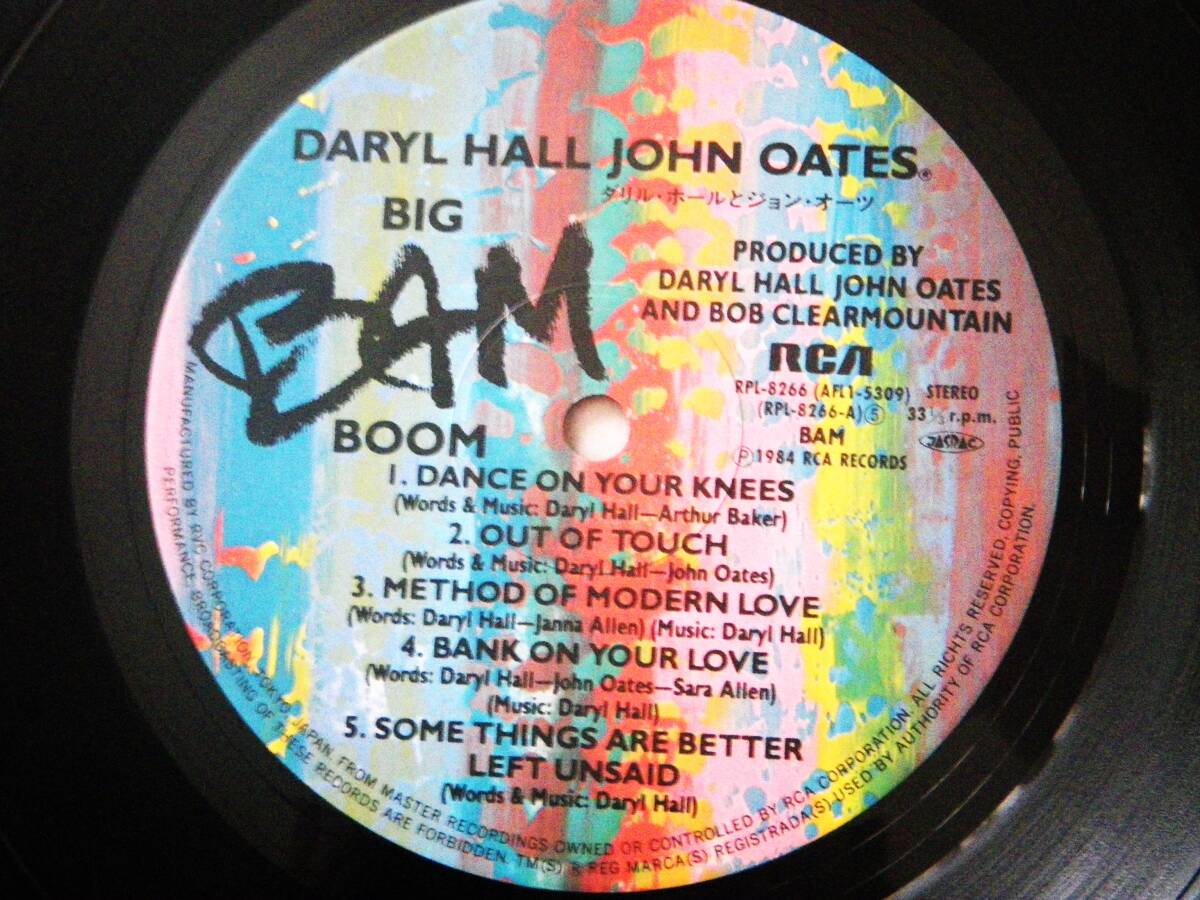 DARYL HALL JOHN OATES®
ダリル・ホールとジョン・オーツ
BIG
BAM
BOOM
PRODUCED BY
DARYL HALL JOHN OATES
AND BOB CLEARMOUNTAIN
RCA
RPL-8266 (AFL1-5309) STEREO
(RPL-8266-A)Ⓢ 33⅓r.p.m.
BAM JASRAC
Ⓟ1984 RCA RECORDS
1. DANCE ON YOUR KNEES
(Words & Music: Daryl Hall—Arthur Baker)
2. OUT OF TOUCH
(Words & Music: Daryl Hall—John Oates)
3. METHOD OF MODERN LOVE
(Words: Daryl Hall—Janna Allen) (Music: Daryl Hall)
4. BANK ON YOUR LOVE
(Words: Daryl Hall—John Oates—Sara Allen)
(Music: Daryl Hall)
5. SOME THINGS ARE BETTER
LEFT UNSAID
(Words & Music: Daryl Hall)
MANUFACTURED BY RVC CORPORATION, TOKYO, JAPAN FROM MASTER RECORDINGS OWNED OR CONTROLLED BY RCA CORPORATION. ALL RIGHTS RESERVED. COPYING, PUBLIC
PERFORMANCE, BROADCASTING OF THESE RECORDS ARE FORBIDDEN. TM(S) ® REG MARCA(S) REGISTRADA(S) USED BY AUTHORITY OF RCA CORPORATION.